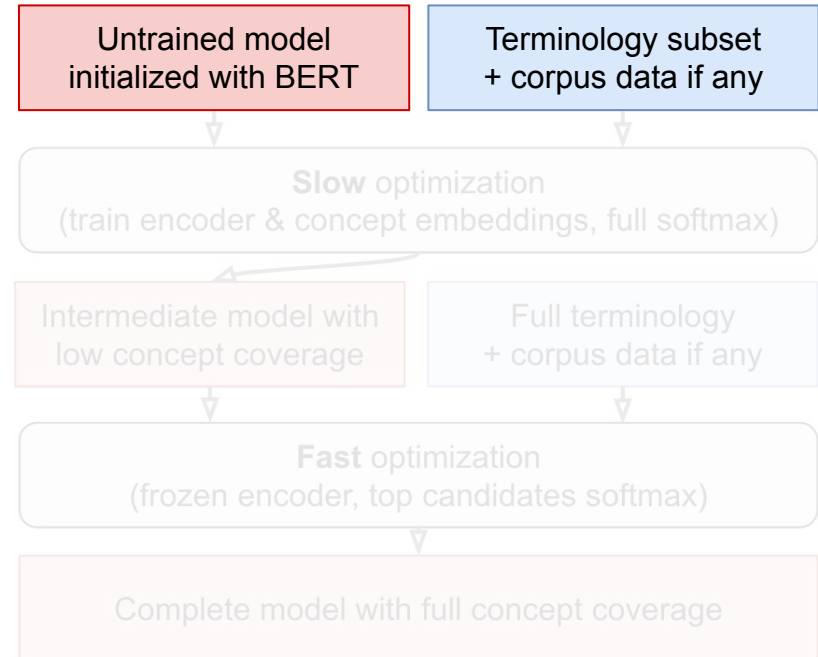 Untrained model
initialized with BERT
Terminology subset
+ corpus data if any
Slow optimization
(train encoder & concept embeddings, full softmax)
Intermediate model with
low concept coverage
Full terminology
+ corpus data if any
Fast optimization
(frozen encoder, top candidates softmax)
Complete model with full concept coverage